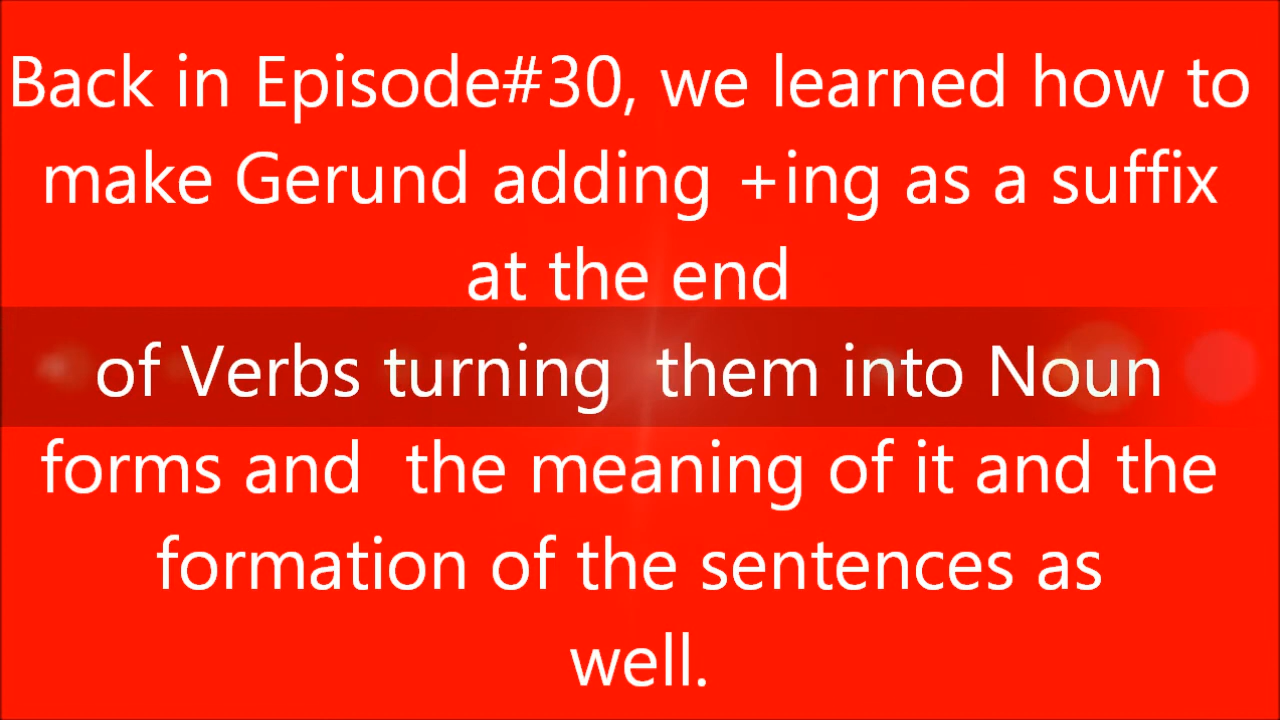 Back in Episode#30, we learned how to
make Gerund adding +ing as a suffix
at the end
of Verbs turning  them into Noun
forms and  the meaning of it and the
formation of the sentences as
well.